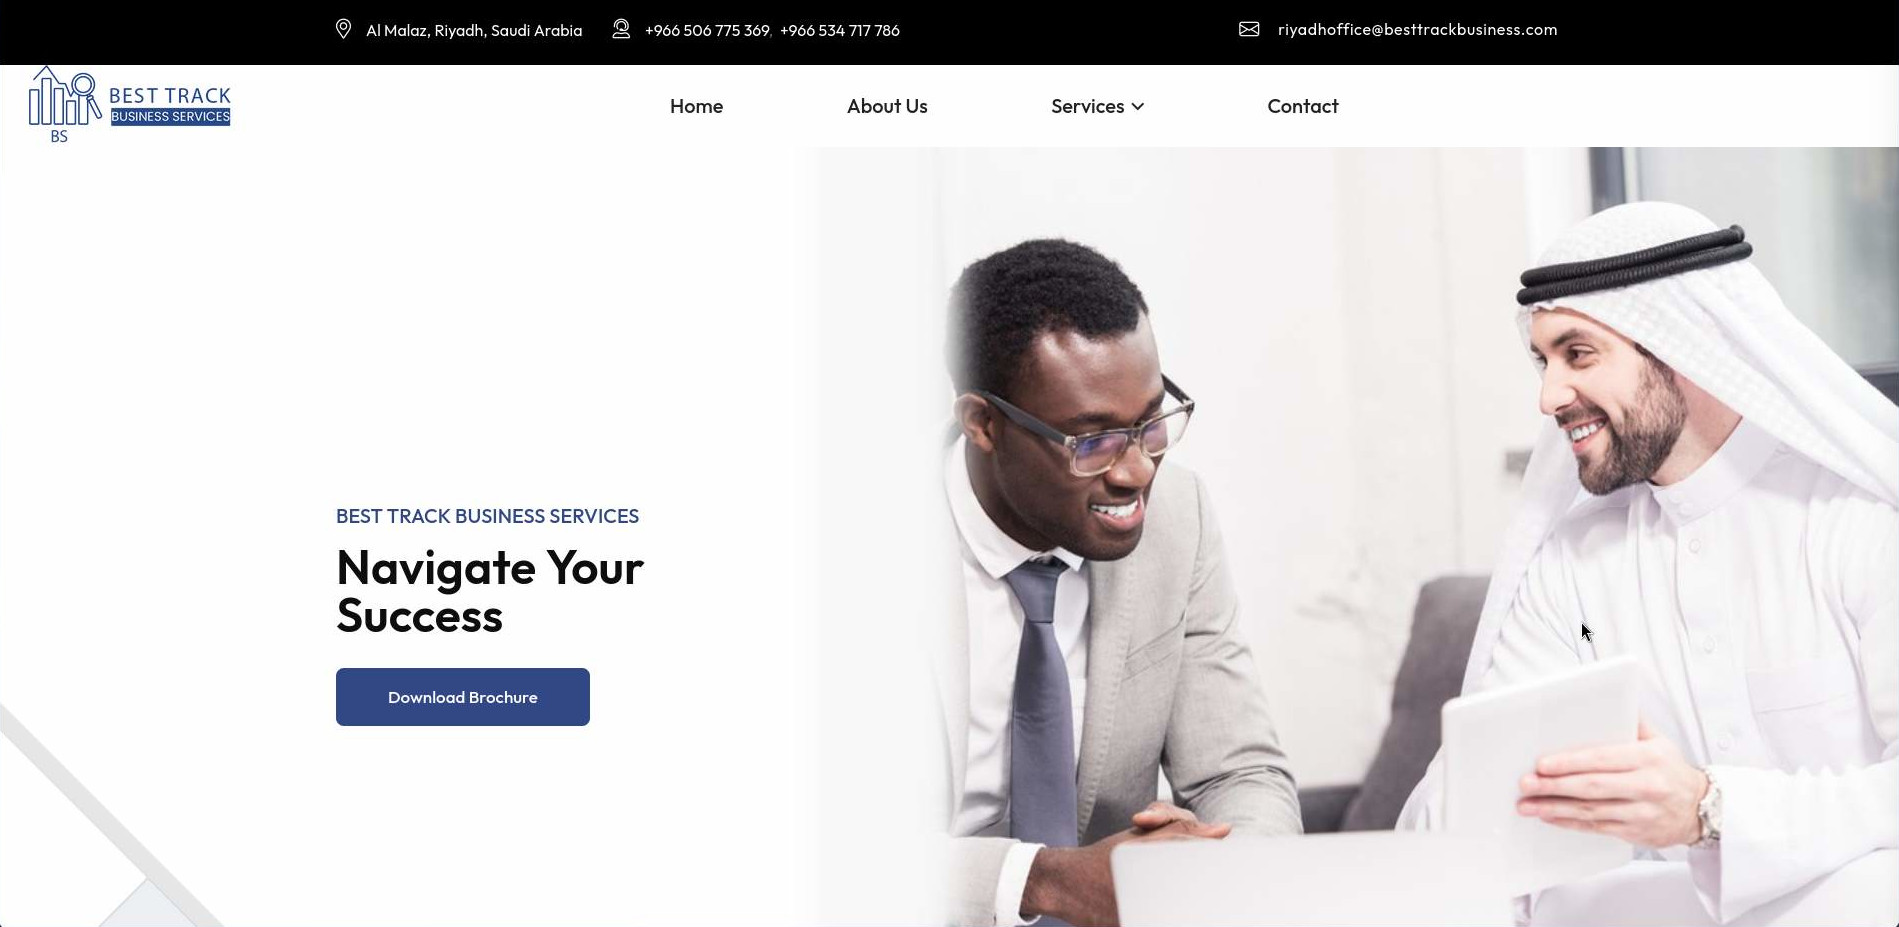 Al Malaz, Riyadh, Saudi Arabia
+966 506 775 369, +966 534 717 786
riyadhoffice@besttrackbusiness.com
BEST TRACK
BUSINESS SERVICES
BS
Home
About Us
Services
Contact
BEST TRACK BUSINESS SERVICES
Navigate Your
Success
Download Brochure